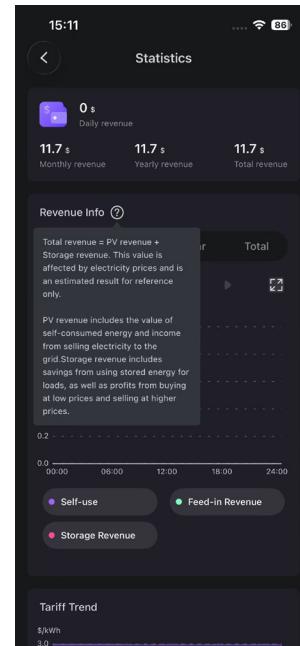 15:11
86
Statistics
0 $
Daily revenue
11.7 $
11.7 $
11.7 $
Monthly revenue
Yearly revenue
Total revenue
Revenue Info ?
Total revenue = PV revenue +
Storage revenue. This value is
affected by electricity prices and is
an estimated result for reference
only.
PV revenue includes the value of
self-consumed energy and income
from selling electricity to the
grid.Storage revenue includes
savings from using stored energy for
loads, as well as profits from buying
at low prices and selling at higher
prices.
Total
0.2
0.0
00:00 06:00 12:00 18:00 24:00
Self-use
Feed-in Revenue
Storage Revenue
Tariff Trend
$/kWh
3.0